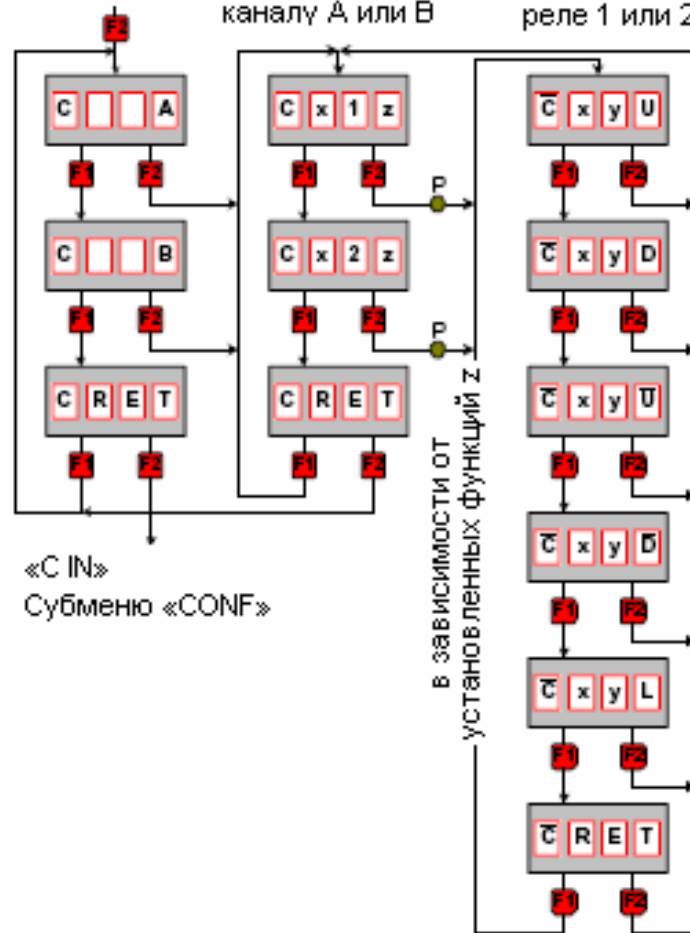 каналу А или В
реле 1 или 2
F2
C A
F1 F2
C B
F1 F2
C R E T
F1 F2
«C IN»
Субменю «CONF»
C x 1 z
F1 F2
P
C x 2 z
F1 F2
P
C R E T
F1 F2
в зависимости от
установленных функций z
C̅ x y U
F1 F2
C̅ x y D
F1 F2
C̅ x y U̅
F1 F2
C̅ x y D̅
F1 F2
C̅ x y L
F1 F2
C̅ R E T
F1 F2